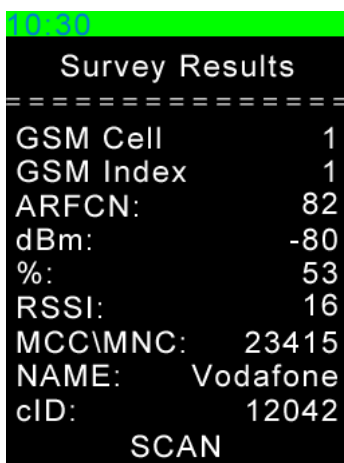 10:30
Survey Results
= = = = = = = = = = = = = = =
GSM Cell 1
GSM Index 1
ARFCN: 82
dBm: -80
%: 53
RSSI: 16
MCC\MNC: 23415
NAME: Vodafone
cID: 12042
SCAN